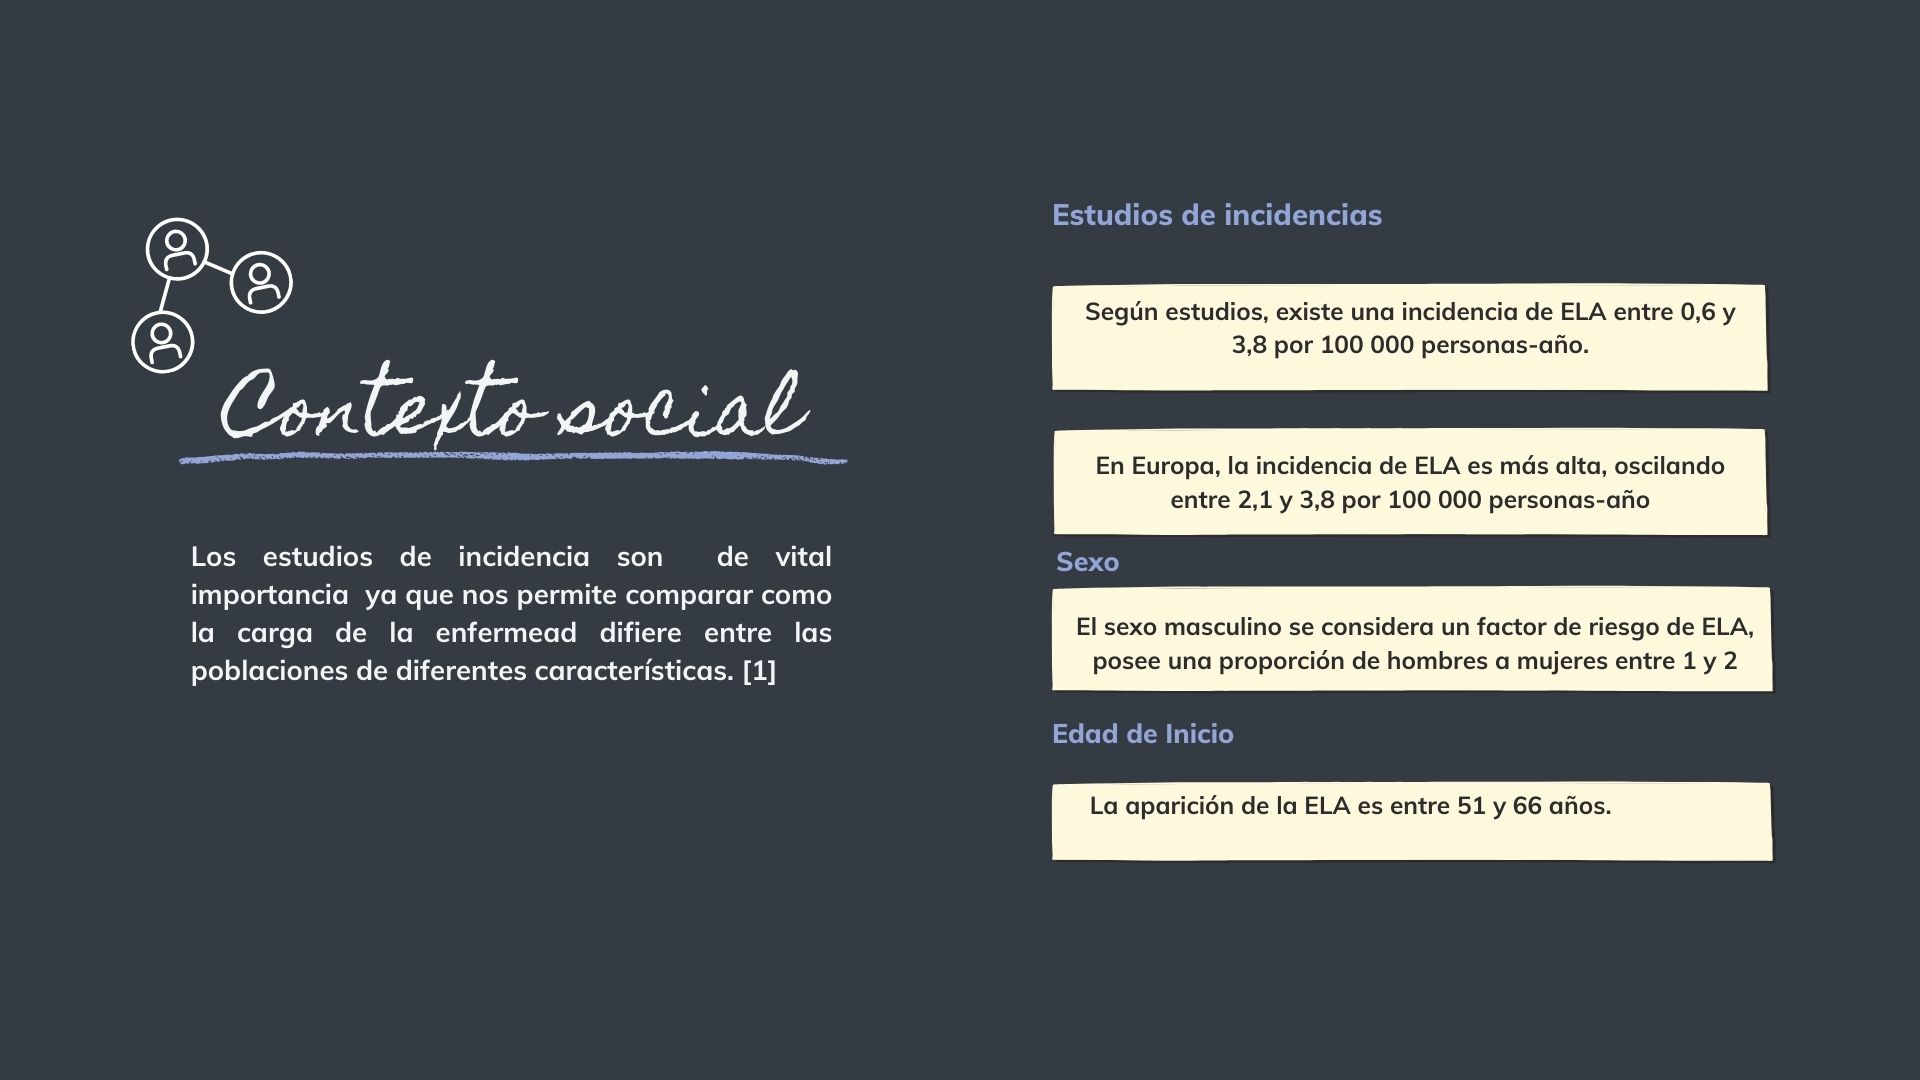 Contexto social
Los estudios de incidencia son de vital
importancia ya que nos permite comparar como
la carga de la enfermead difiere entre las
poblaciones de diferentes características. [1]
Estudios de incidencias
Según estudios, existe una incidencia de ELA entre 0,6 y
3,8 por 100 000 personas-año.
En Europa, la incidencia de ELA es más alta, oscilando
entre 2,1 y 3,8 por 100 000 personas-año
Sexo
El sexo masculino se considera un factor de riesgo de ELA,
posee una proporción de hombres a mujeres entre 1 y 2
Edad de Inicio
La aparición de la ELA es entre 51 y 66 años.